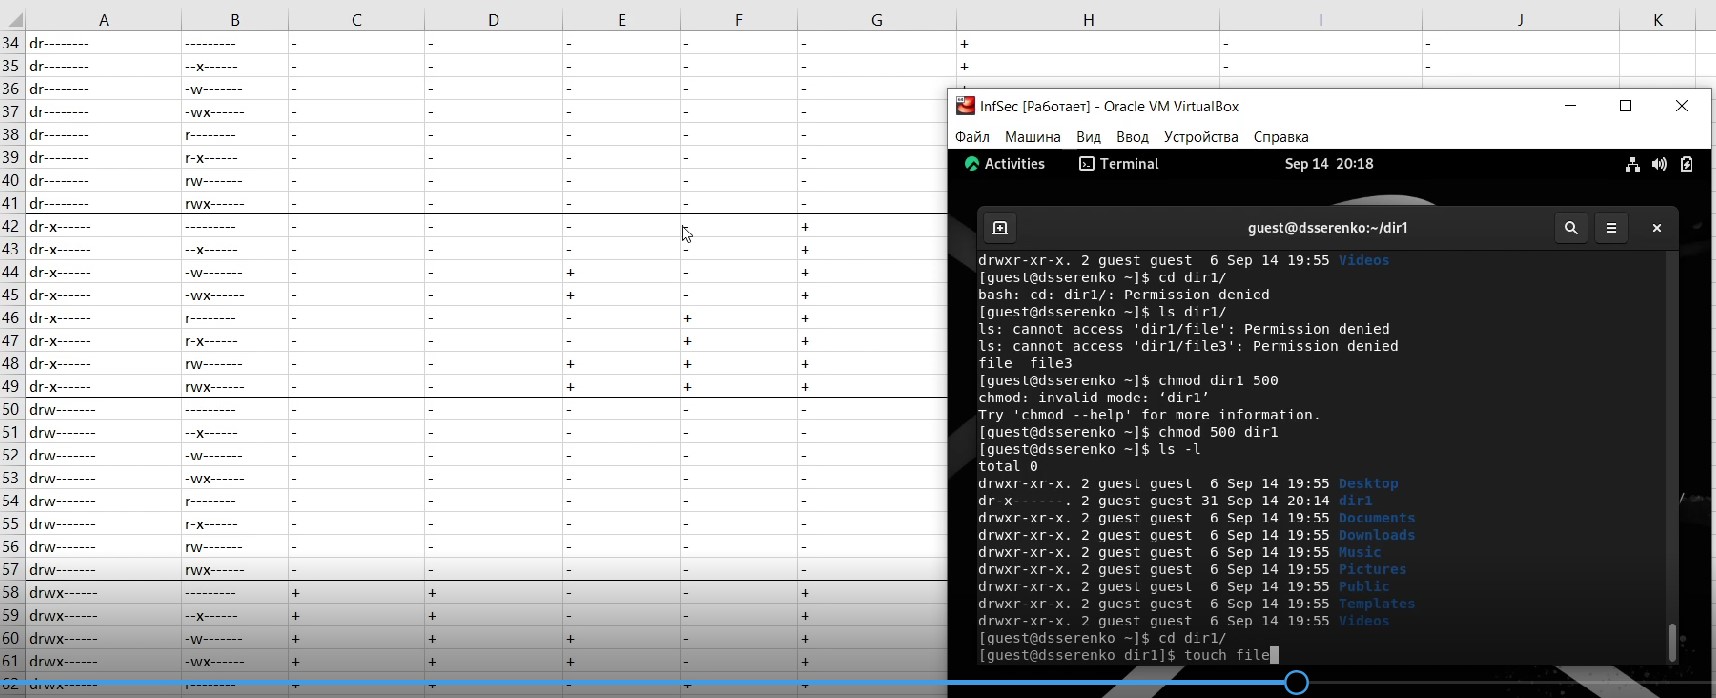 A B C D E F G H I J K
34 dr-------- --------- - - - - - + - -
35 dr-------- --x------ - - - - - + - -
36 dr-------- -w------- - - - - -
37 dr-------- -wx------ - - - - -
38 dr-------- r-------- - - - - -
39 dr-------- r-x------ - - - - -
40 dr-------- rw------- - - - - -
41 dr-------- rwx------ - - - - -
42 dr-x------ --------- - - - - +
43 dr-x------ --x------ - - - - +
44 dr-x------ -w------- - - + - +
45 dr-x------ -wx------ - - + - +
46 dr-x------ r-------- - - - + +
47 dr-x------ r-x------ - - - + +
48 dr-x------ rw------- - - + + +
49 dr-x------ rwx------ - - + + +
50 drw------- --------- - - - - -
51 drw------- --x------ - - - - -
52 drw------- -w------- - - - - -
53 drw------- -wx------ - - - - -
54 drw------- r-------- - - - - -
55 drw------- r-x------ - - - - -
56 drw------- rw------- - - - - -
57 drw------- rwx------ - - - - -
58 drwx------ --------- + + - - +
59 drwx------ --x------ + + - - +
60 drwx------ -w------- + + + - +
61 drwx------ -wx------ + + + - +
InfSec [Работает] - Oracle VM VirtualBox
Файл Машина Вид Ввод Устройства Справка
Activities Terminal Sep 14 20:18
guest@dsserenko:~/dir1
drwxr-xr-x. 2 guest guest 6 Sep 14 19:55 Videos
[guest@dsserenko ~]$ cd dir1/
bash: cd: dir1/: Permission denied
[guest@dsserenko ~]$ ls dir1/
ls: cannot access 'dir1/file': Permission denied
ls: cannot access 'dir1/file3': Permission denied
file file3
[guest@dsserenko ~]$ chmod dir1 500
chmod: invalid mode: ‘dir1’
Try 'chmod --help' for more information.
[guest@dsserenko ~]$ chmod 500 dir1
[guest@dsserenko ~]$ ls -l
total 0
drwxr-xr-x. 2 guest guest 6 Sep 14 19:55 Desktop
dr-x------. 2 guest guest 31 Sep 14 20:14 dir1
drwxr-xr-x. 2 guest guest 6 Sep 14 19:55 Documents
drwxr-xr-x. 2 guest guest 6 Sep 14 19:55 Downloads
drwxr-xr-x. 2 guest guest 6 Sep 14 19:55 Music
drwxr-xr-x. 2 guest guest 6 Sep 14 19:55 Pictures
drwxr-xr-x. 2 guest guest 6 Sep 14 19:55 Public
drwxr-xr-x. 2 guest guest 6 Sep 14 19:55 Templates
drwxr-xr-x. 2 guest guest 6 Sep 14 19:55 Videos
[guest@dsserenko ~]$ cd dir1/
[guest@dsserenko dir1]$ touch file